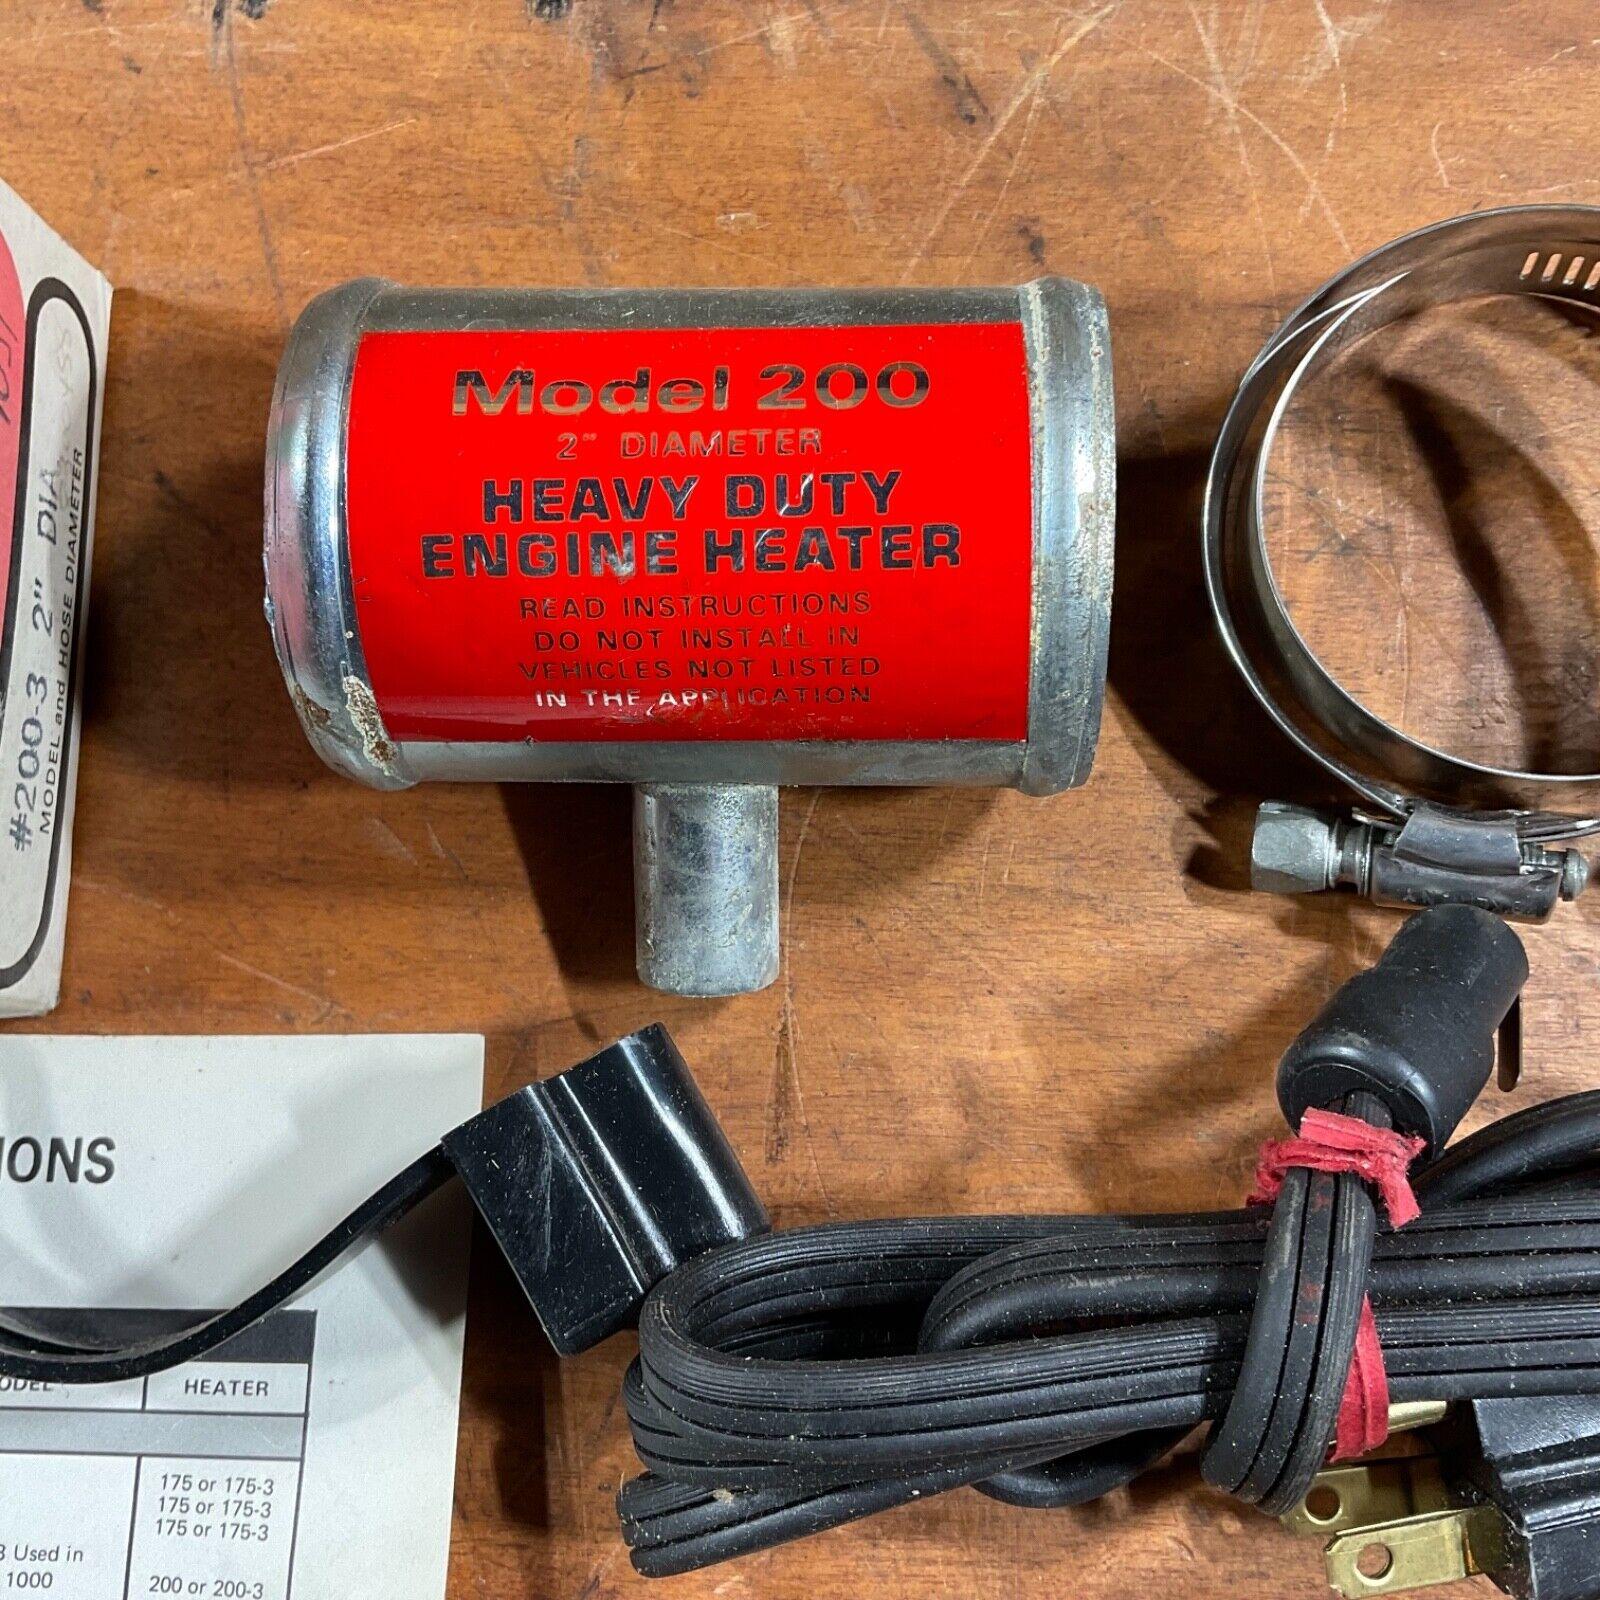 Model 200
2" DIAMETER
HEAVY DUTY
ENGINE HEATER
READ INSTRUCTIONS
DO NOT INSTALL IN
VEHICLES NOT LISTED
IN THE APPLICATION
#200-3 2" DIA
MODEL and HOSE DIAMETER
IONS
ODEL
HEATER
175 or 175-3
175 or 175-3
175 or 175-3
3 Used in
1000
200 or 200-3